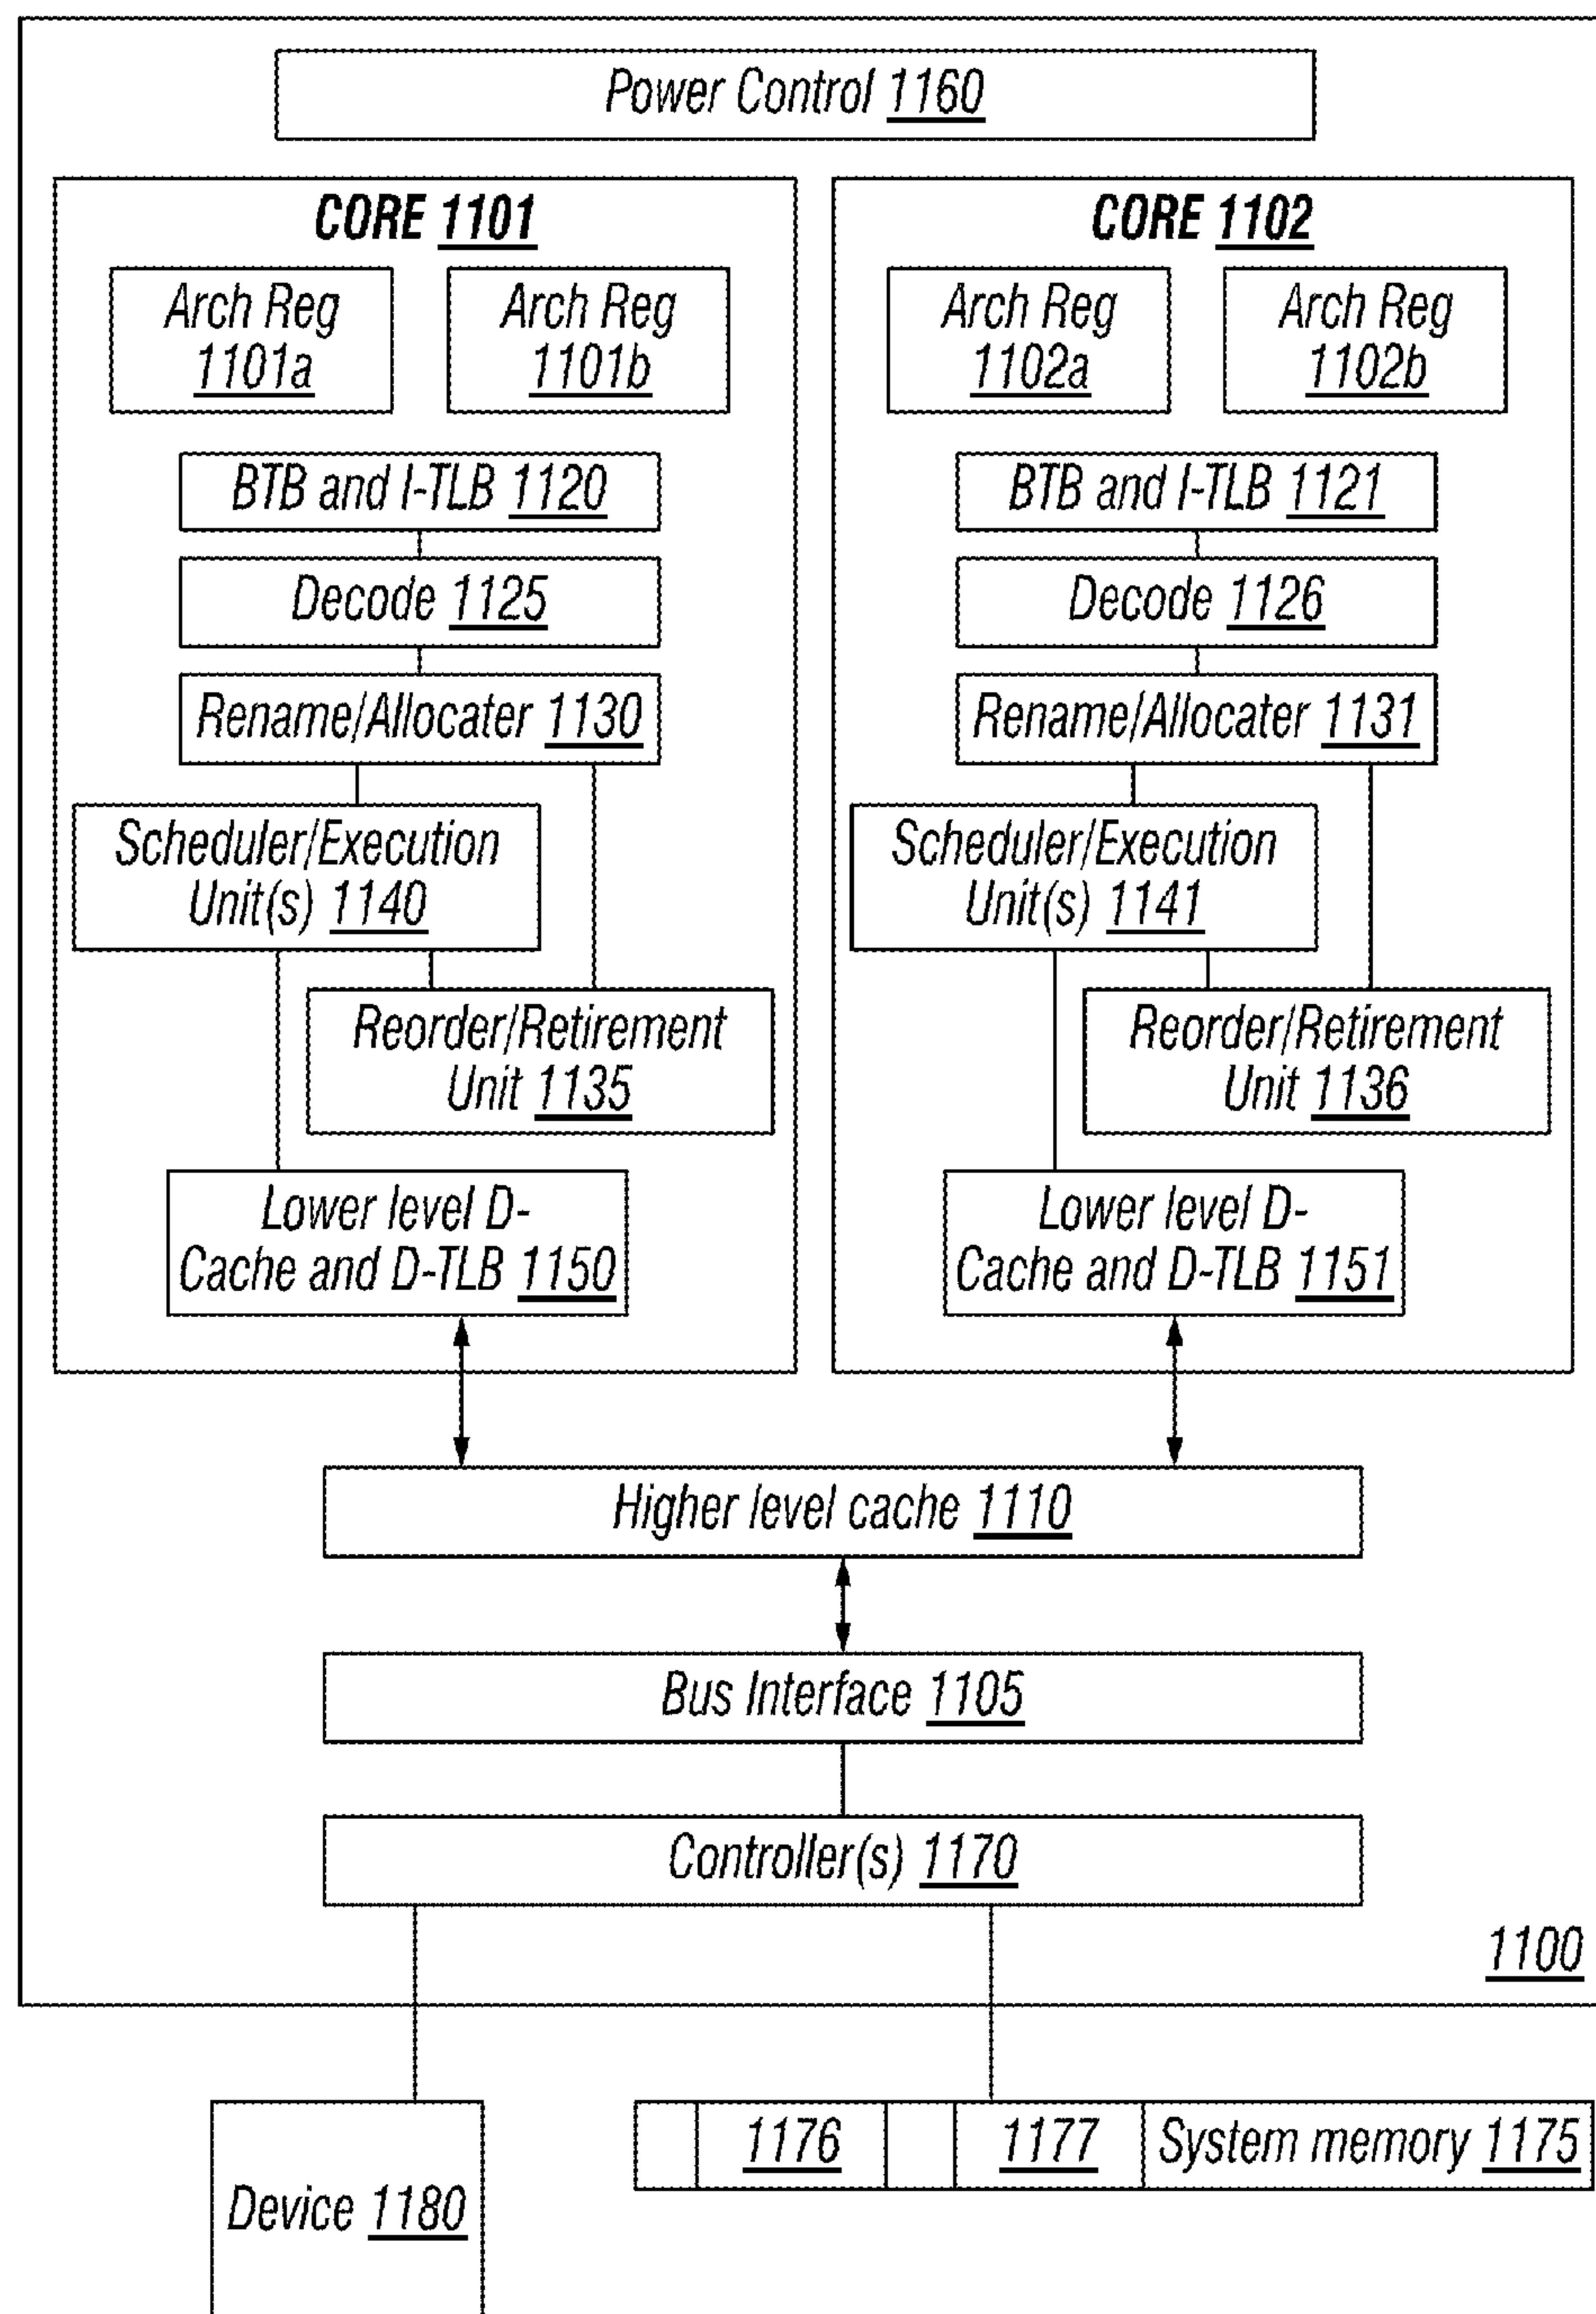 Power Control 1160
CORE 1101
Arch Reg
1101a
Arch Reg
1101b
BTB and I-TLB 1120
Decode 1125
Rename/Allocater 1130
Scheduler/Execution
Unit(s) 1140
Reorder/Retirement
Unit 1135
Lower level D-
Cache and D-TLB 1150
CORE 1102
Arch Reg
1102a
Arch Reg
1102b
BTB and I-TLB 1121
Decode 1126
Rename/Allocater 1131
Scheduler/Execution
Unit(s) 1141
Reorder/Retirement
Unit 1136
Lower level D-
Cache and D-TLB 1151
Higher level cache 1110
Bus Interface 1105
Controller(s) 1170
1100
Device 1180
1176
1177
System memory 1175